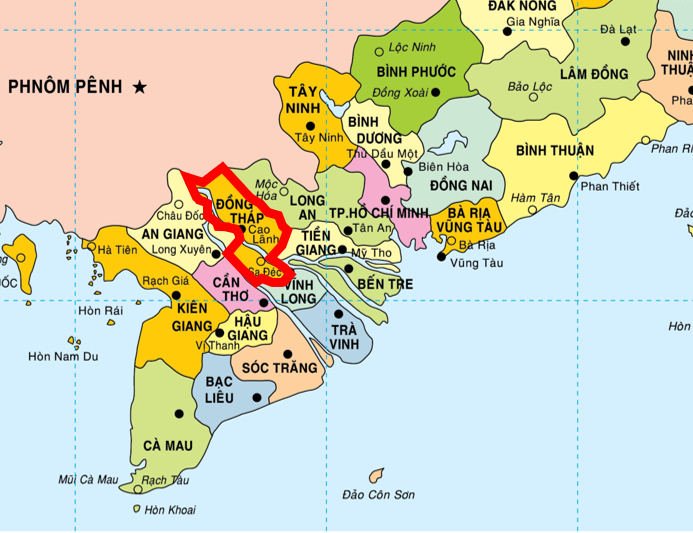 ĐĂK NÔNG
Gia Nghĩa
Đà Lạt
Lộc Ninh
BÌNH PHƯỚC
LÂM ĐỒNG
NINH
THUẬ
PHNÔM PÊNH
TÂY
NINH
Đồng Xoài
Bảo Lộc
Pha
Tây Ninh
BÌNH
DƯƠNG
Thủ Dầu Một
BÌNH THUẬN
Phan Rí
Biên Hòa
ĐỒNG NAI
Phan Thiết
Mộc
Hóa
LONG
AN
Hàm Tân
ĐỒNG
THÁP
Cao
Lãnh
Châu Đốc
TP.HỒ CHÍ MINH
Tân An
BÀ RỊA
VŨNG TÀU
Bà Rịa
Vũng Tàu
AN GIANG
Long Xuyên
TIỀN
GIANG
Mỹ Tho
Hà Tiên
ỐC
Sa Đéc
Rạch Giá
CẦN
THƠ
VĨNH
LONG
BẾN TRE
Hòn Rái
KIÊN
GIANG
HẬU
GIANG
Vị Thanh
TRÀ
VINH
Hòn
Hòn Nam Du
SÓC TRĂNG
BẠC
LIÊU
CÀ MAU
Mũi Cà Mau
Rạch Tàu
Hòn Khoai
Đảo Côn Sơn